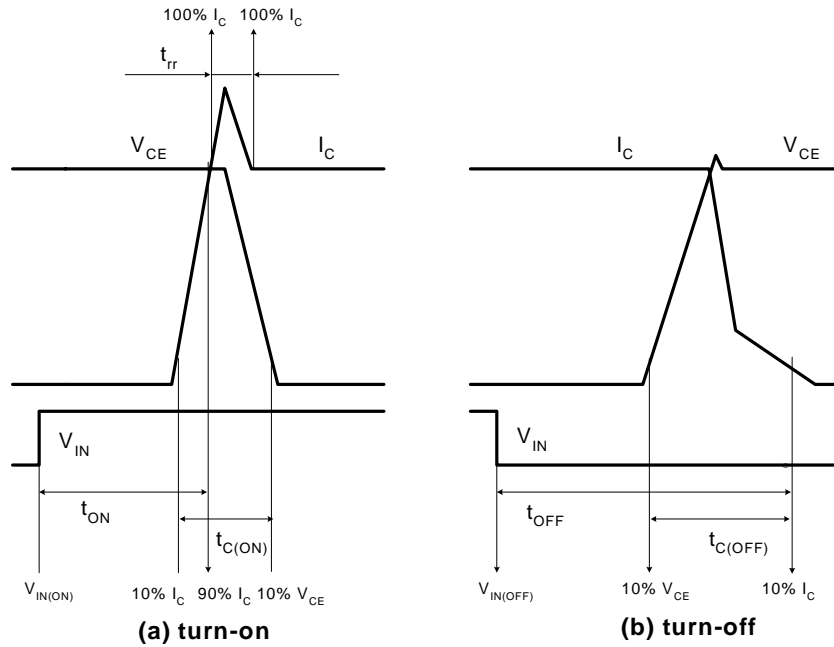 100% I_C 100% I_C
t_rr
V_CE I_C I_C V_CE
V_IN V_IN
t_ON t_OFF
t_C(ON) t_C(OFF)
V_IN(ON) 10% I_C 90% I_C 10% V_CE V_IN(OFF) 10% V_CE 10% I_C
(a) turn-on (b) turn-off